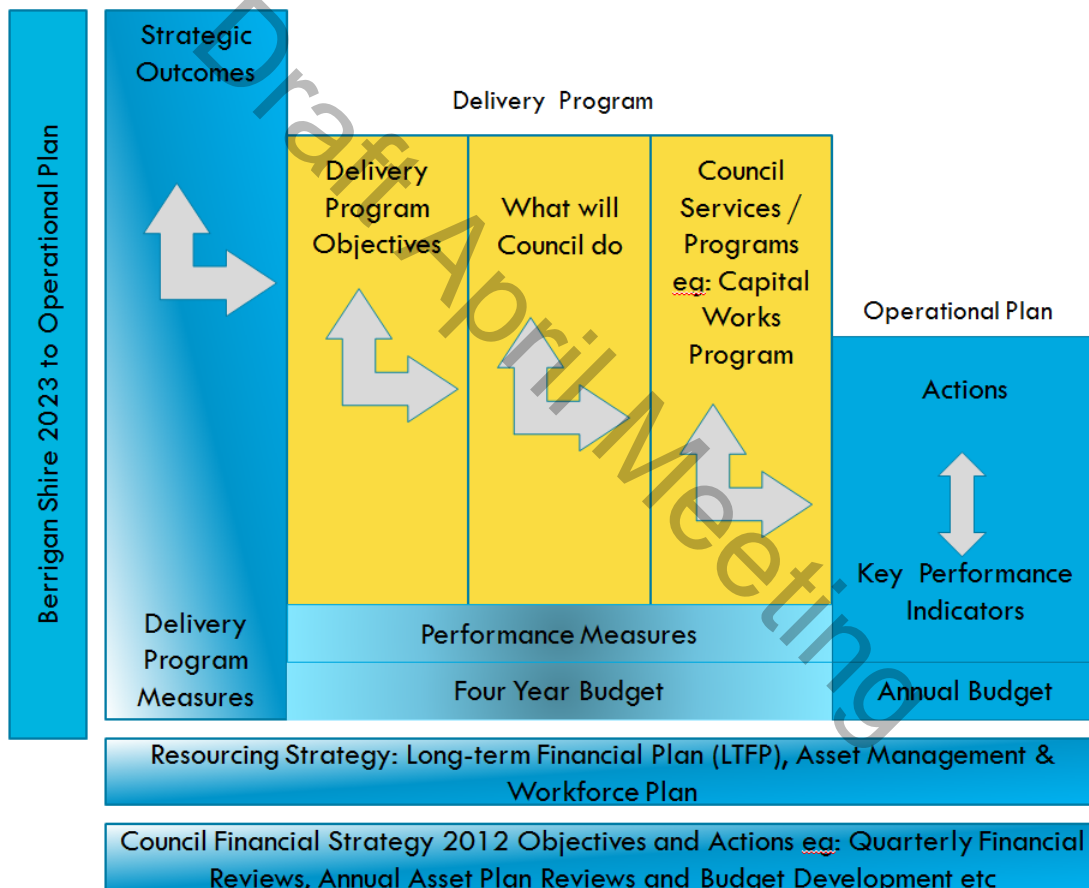 Berrigan Shire 2023 to Operational Plan
Strategic
Outcomes
Delivery
Program
Measures
Delivery Program
Delivery
Program
Objectives
What will
Council do
Council
Services /
Programs
eg: Capital
Works
Program
Performance Measures
Four Year Budget
Operational Plan
Actions
Key Performance
Indicators
Annual Budget
Resourcing Strategy: Long-term Financial Plan (LTFP), Asset Management &
Workforce Plan
Council Financial Strategy 2012 Objectives and Actions eg: Quarterly Financial
Reviews, Annual Asset Plan Reviews and Budget Development etc
Draft April Meeting